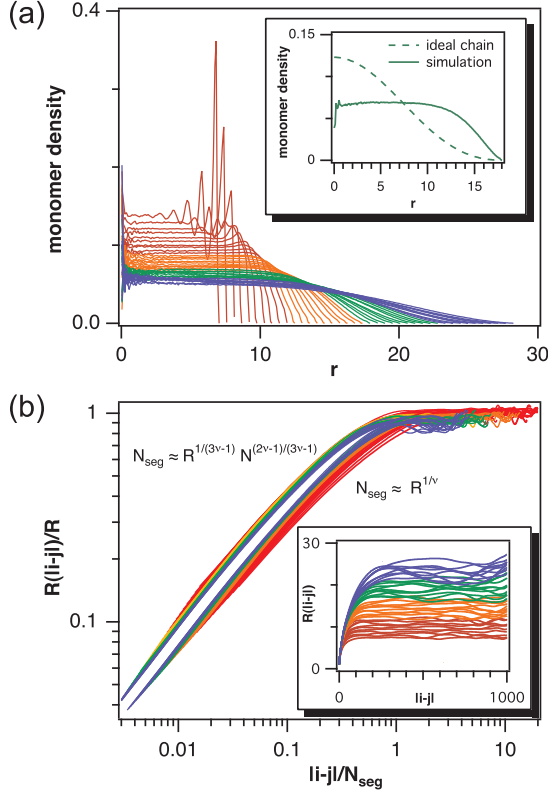 (a)
0.4
monomer density
0.0
0
10
20
30
r
0.15
ideal chain
simulation
monomer density
0
0
5
10
15
r
(b)
1
0.1
R(|i-j|)/R
N_seg ≈ R^1/(3ν-1) N^(2ν-1)/(3ν-1)
N_seg ≈ R^1/ν
30
R(|i-j|)
0
0
1000
|i-j|
0.01
0.1
1
10
|i-j|/N_seg